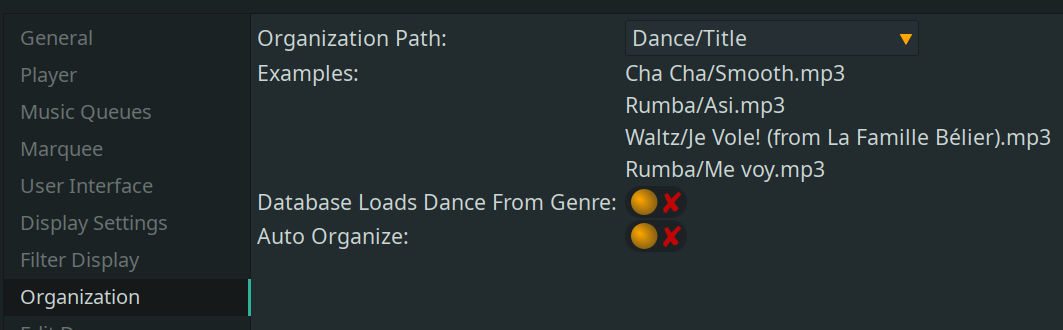 General
Player
Music Queues
Marquee
User Interface
Display Settings
Filter Display
Organization
Organization Path: Dance/Title
Examples: Cha Cha/Smooth.mp3
Rumba/Asi.mp3
Waltz/Je Vole! (from La Famille Bélier).mp3
Rumba/Me voy.mp3
Database Loads Dance From Genre:
Auto Organize: